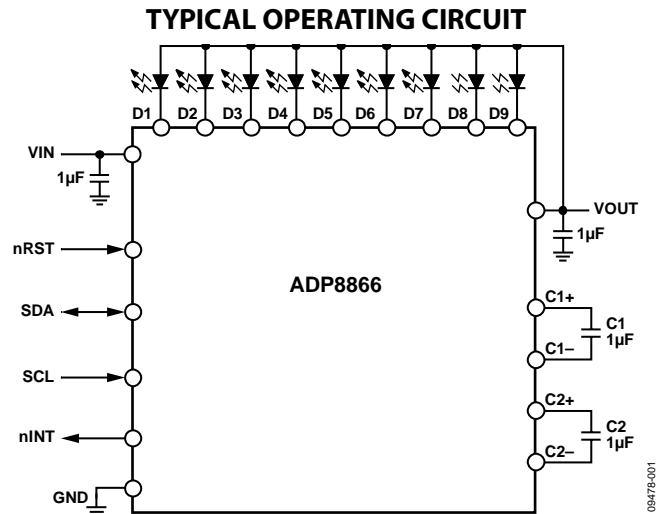 TYPICAL OPERATING CIRCUIT
D1 D2 D3 D4 D5 D6 D7 D8 D9
VIN
1µF
VOUT
1µF
nRST
ADP8866
SDA
C1+
C1
1µF
C1–
SCL
C2+
C2
1µF
nINT
C2–
GND
09478-001